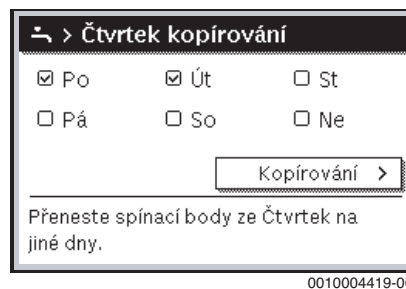 > Čtvrtek kopírování
Po Út St
Pá So Ne
Kopírování >
Přeneste spínací body ze Čtvrtek na
jiné dny.
0010004419-0